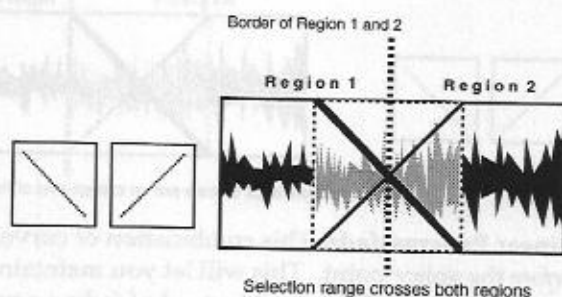 Border of Region 1 and 2
Region 1
Region 2
Selection range crosses both regions